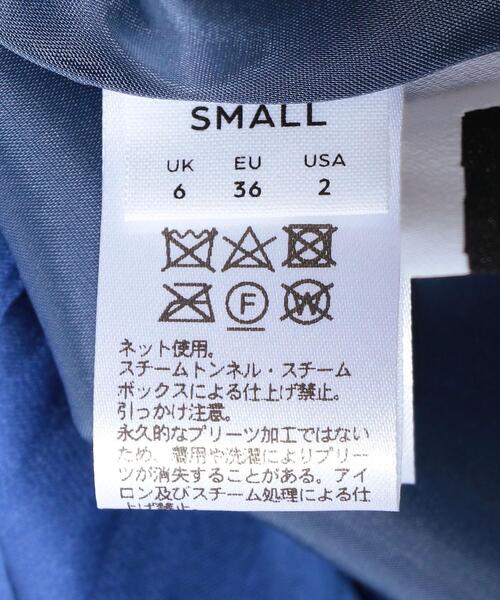 SMALL
UK EU USA
6 36 2
F W
ネット使用。
スチームトンネル・スチーム
ボックスによる仕上げ禁止。
引っかけ注意。
永久的なプリーツ加工ではない
ため、着用や洗濯によりプリー
ツが消失することがある。アイ
ロン及びスチーム処理による仕
上げ禁止